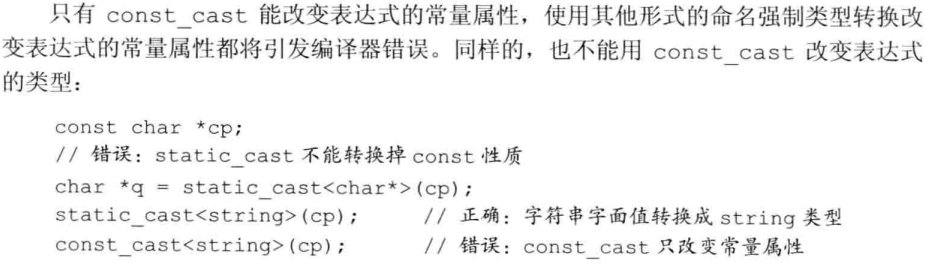 只有 const_cast 能改变表达式的常量属性，使用其他形式的命名强制类型转换改
变表达式的常量属性都将引发编译器错误。同样的，也不能用 const_cast 改变表达式
的类型：
const char *cp;
// 错误：static_cast 不能转换掉 const 性质
char *q = static_cast<char*>(cp);
static_cast<string>(cp);    // 正确：字符串字面值转换成 string 类型
const_cast<string>(cp);    // 错误：const_cast 只改变常量属性